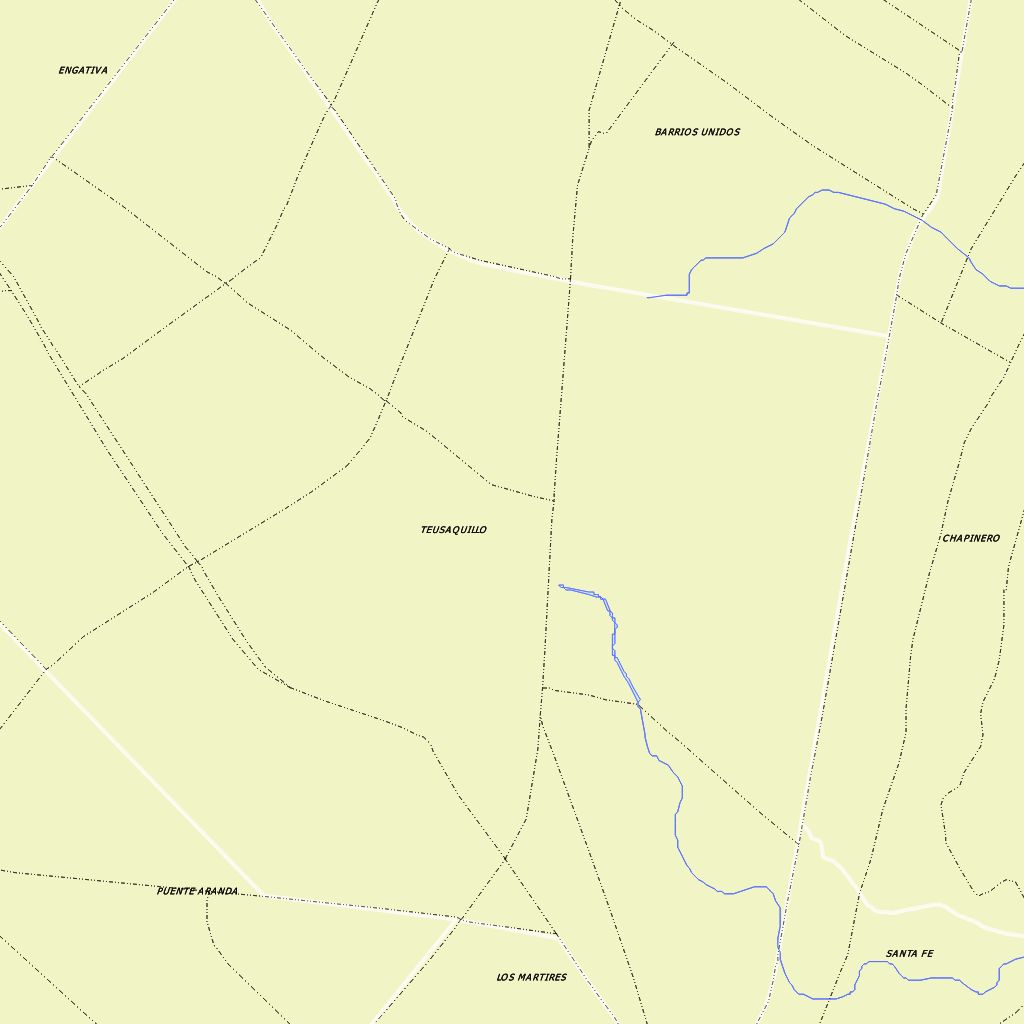 ENGATIVA
BARRIOS UNIDOS
TEUSAQUILLO
CHAPINERO
PUENTE ARANDA
SANTA FE
LOS MARTIRES